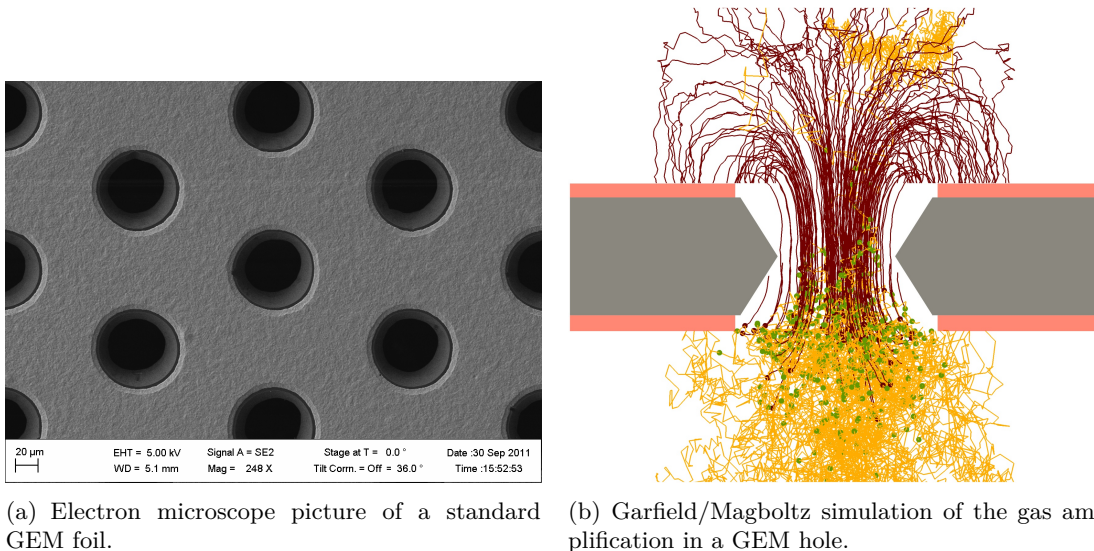 20 µm
EHT = 5.00 kV Signal A = SE2 Stage at T = 0.0 ° Date :30 Sep 2011
WD = 5.1 mm Mag = 248 X Tilt Corrn. = Off = 36.0 ° Time :15:52:53
(a) Electron microscope picture of a standard
GEM foil.
(b) Garfield/Magboltz simulation of the gas am
plification in a GEM hole.